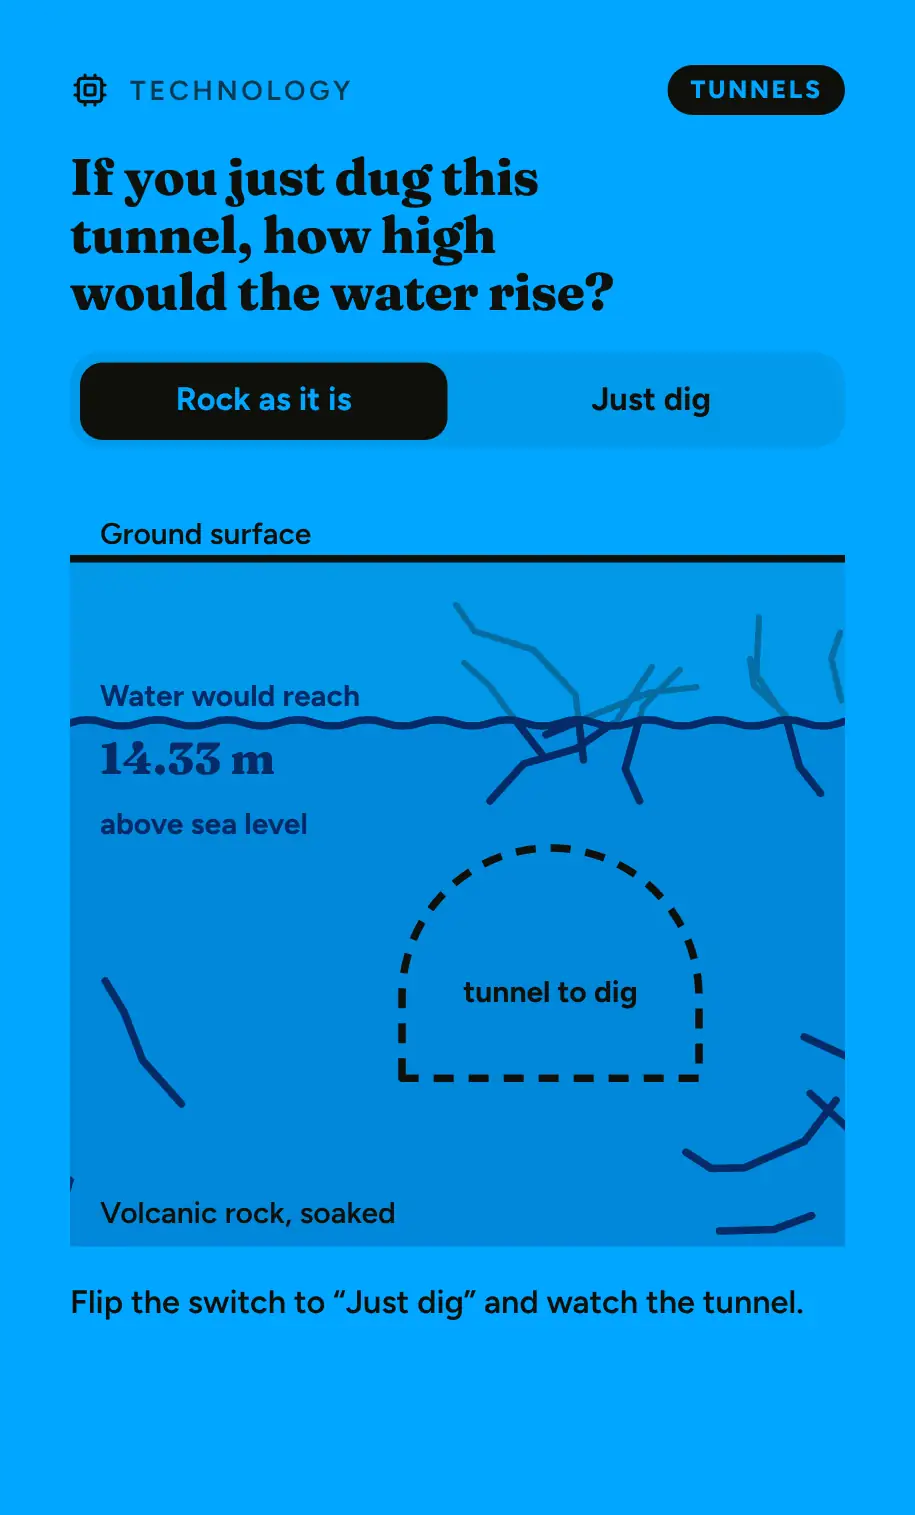 TECHNOLOGY
TUNNELS
If you just dug this
tunnel, how high
would the water rise?
Rock as it is
Just dig
Ground surface
Water would reach
14.33 m
above sea level
tunnel to dig
Volcanic rock, soaked
Flip the switch to “Just dig” and watch the tunnel.